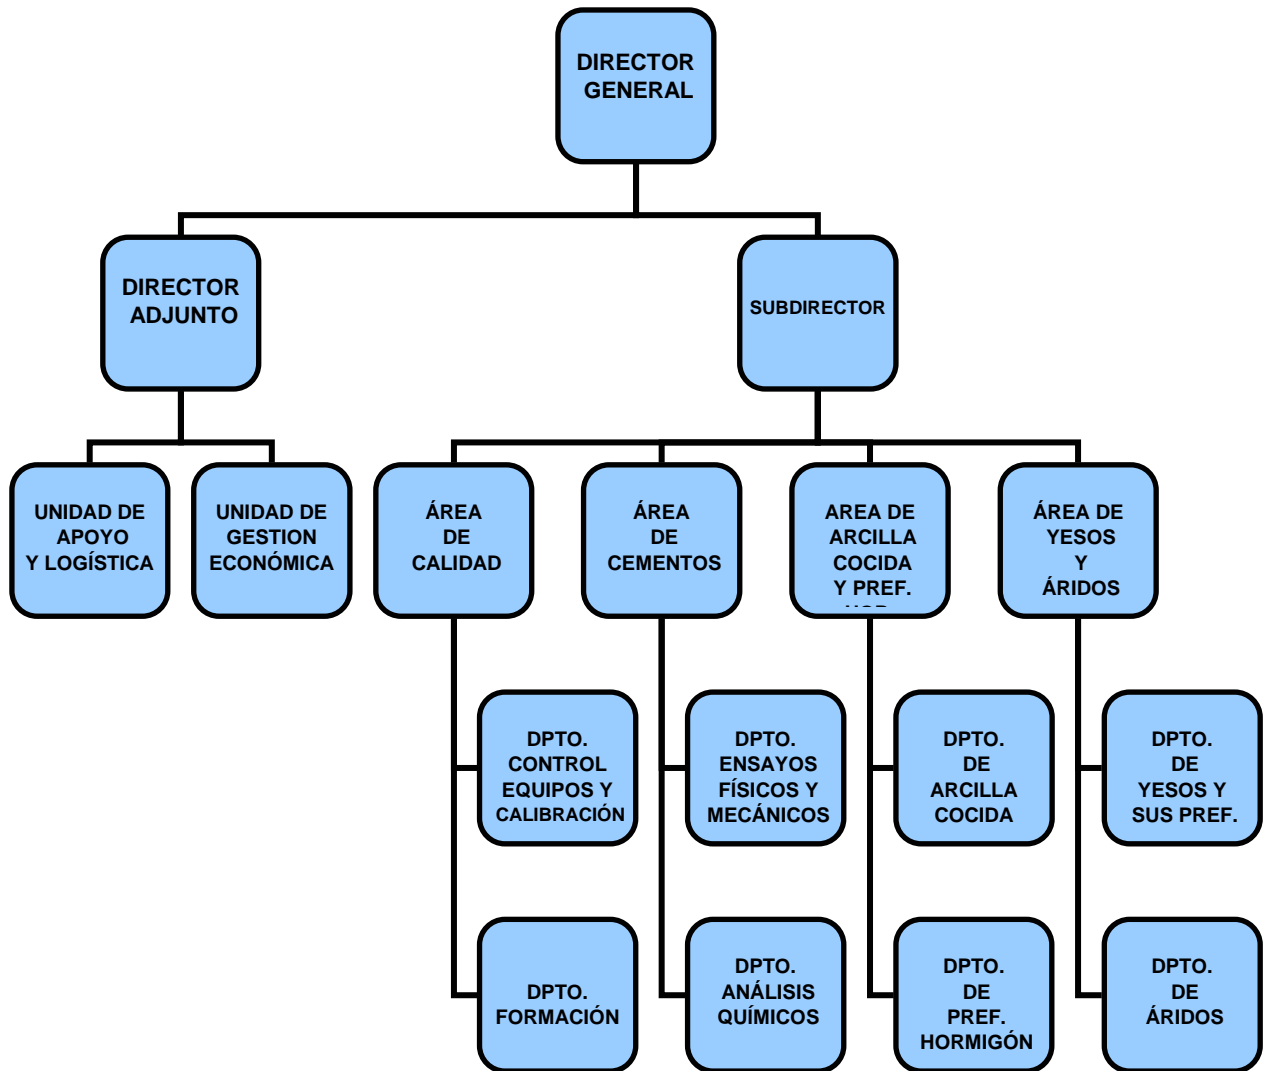 DIRECTOR
GENERAL
DIRECTOR
ADJUNTO
SUBDIRECTOR
UNIDAD DE
APOYO
Y LOGÍSTICA
UNIDAD DE
GESTION
ECONÓMICA
ÁREA
DE
CALIDAD
ÁREA
DE
CEMENTOS
AREA DE
ARCILLA
COCIDA
Y PREF.
ÁREA DE
YESOS
Y
ÁRIDOS
DPTO.
CONTROL
EQUIPOS Y
CALIBRACIÓN
DPTO.
ENSAYOS
FÍSICOS Y
MECÁNICOS
DPTO.
DE
ARCILLA
COCIDA
DPTO.
DE
YESOS Y
SUS PREF.
DPTO.
FORMACIÓN
DPTO.
ANÁLISIS
QUÍMICOS
DPTO.
DE
PREF.
HORMIGÓN
DPTO.
DE
ÁRIDOS